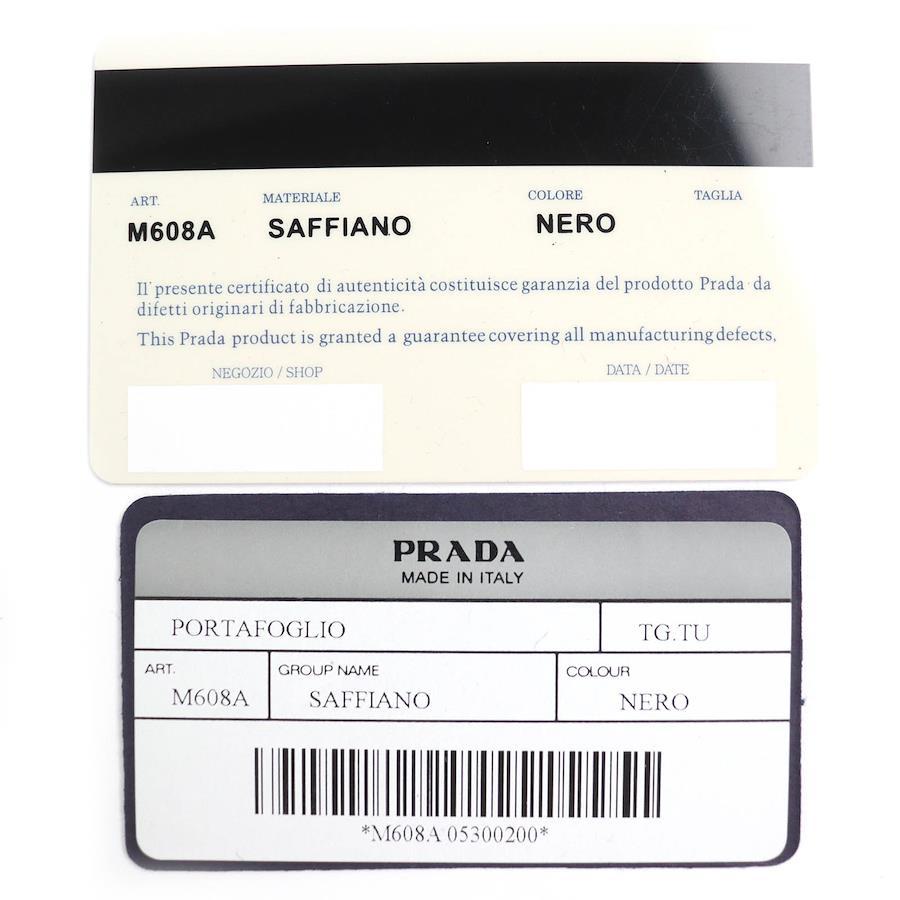 ART. MATERIALE COLORE TAGLIA
M608A SAFFIANO NERO
Il' presente certificato di autenticità costituisce garanzia del prodotto Prada da
difetti originari di fabbricazione.
This Prada product is granted a guarantee covering all manufacturing defects,
NEGOZIO / SHOP DATA / DATE
PRADA
MADE IN ITALY
PORTAFOGLIO TG.TU
ART. GROUP NAME COLOUR
M608A SAFFIANO NERO
*M608A 05300200*